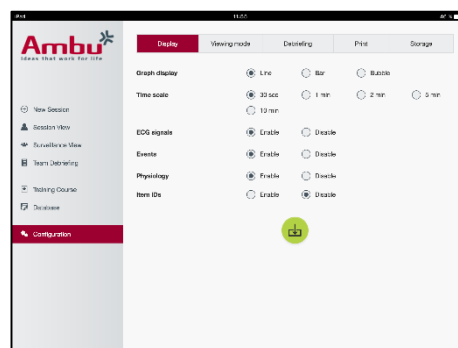 iPad 11:55
Ambu
Ideas that work for life
Display Viewing mode Debriefing Print Storage
Graph display Line Bar Bubble
Time scale 30 sec 1 min 2 min 5 min
10 min
New Session
Session View
Surveillance View
ECG signals Enable Disable
Events Enable Disable
Team Debriefing
Physiology Enable Disable
Training Course
Item IDs Enable Disable
Database
Configuration